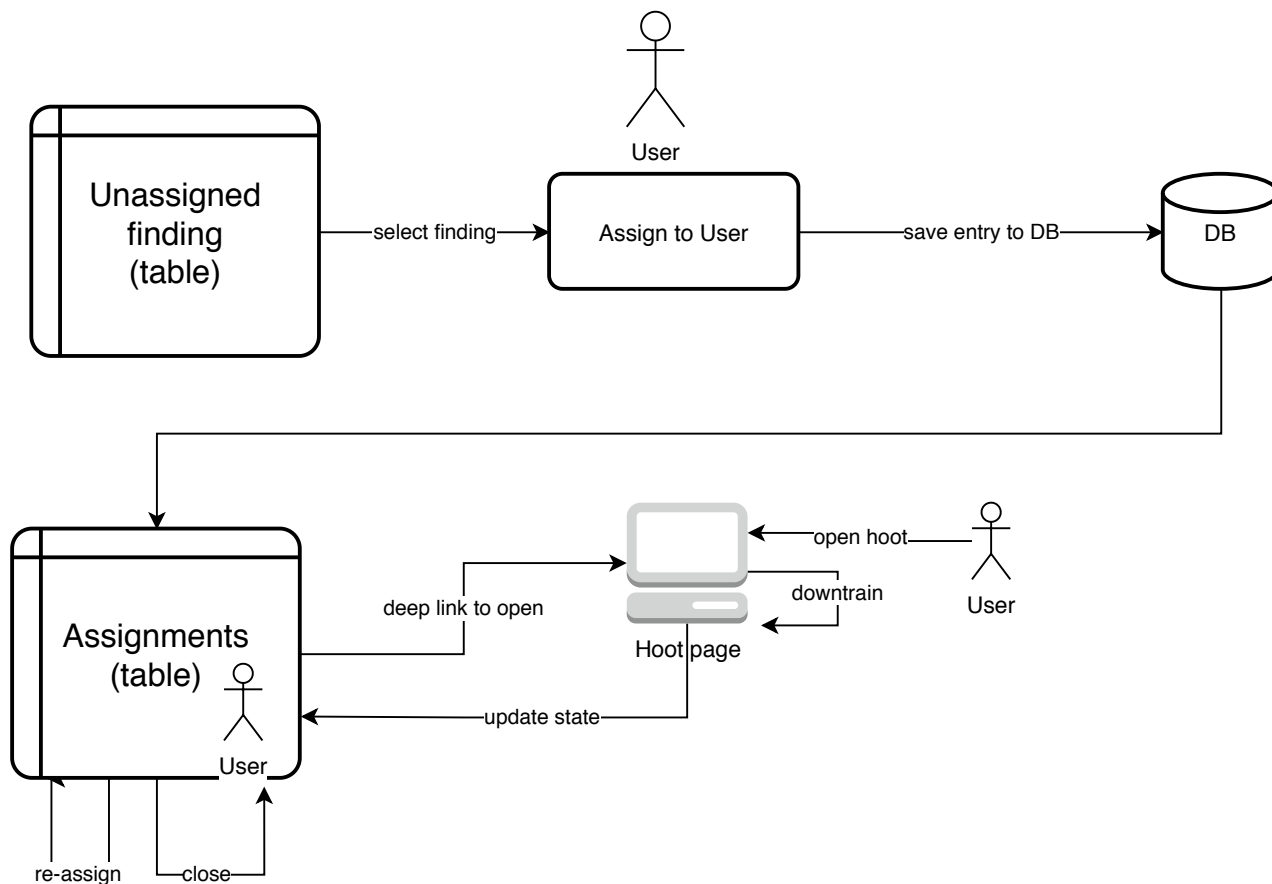 User
Unassigned
finding
(table)
select finding
Assign to User
save entry to DB
DB
open hoot
deep link to open
downtrain
User
Assignments
(table)
Hoot page
update state
User
re-assign
close